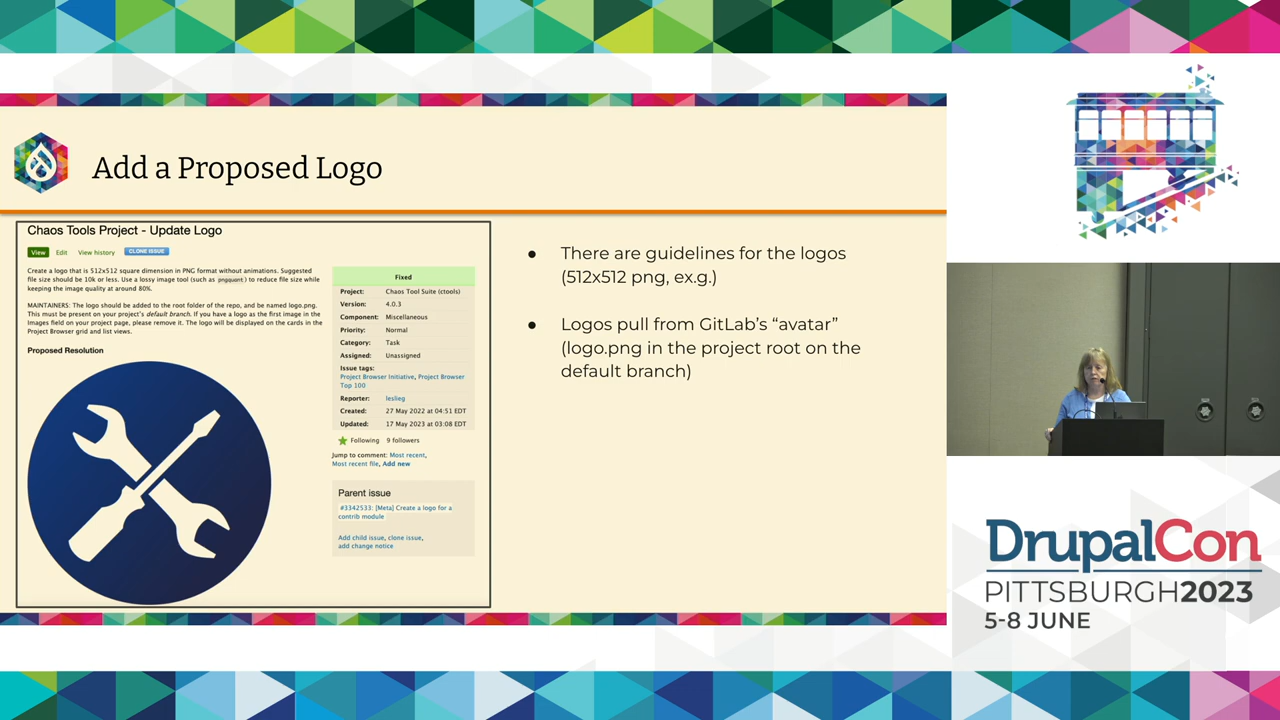 Add a Proposed Logo
Chaos Tools Project - Update Logo
View Edit View history CLONE ISSUE
Create a logo that is 512x512 square dimension in PNG format without animations. Suggested
file size should be 10k or less. Use a lossy image tool (such as pngquant) to reduce file size while
keeping the image quality at around 80%.
MAINTAINERS: The logo should be added to the root folder of the repo, and be named logo.png.
This must be present on your project's default branch. If you have a logo as the first image in the
Images field on your project page, please remove it. The logo will be displayed on the cards in the
Project Browser grid and list views.
Proposed Resolution
Fixed
Project: Chaos Tool Suite (ctools)
Version: 4.0.3
Component: Miscellaneous
Priority: Normal
Category: Task
Assigned: Unassigned
Issue tags:
Project Browser Initiative, Project Browser
Top 100
Reporter: leslieg
Created: 27 May 2022 at 04:51 EDT
Updated: 17 May 2023 at 03:08 EDT
Following 9 followers
Jump to comment: Most recent,
Most recent file, Add new
Parent issue
#3342533: [Meta] Create a logo for a
contrib module
Add child issue, clone issue,
add change notice
● There are guidelines for the logos
(512x512 png, ex.g.)
● Logos pull from GitLab's “avatar”
(logo.png in the project root on the
default branch)
DrupalCon
PITTSBURGH2023
5-8 JUNE